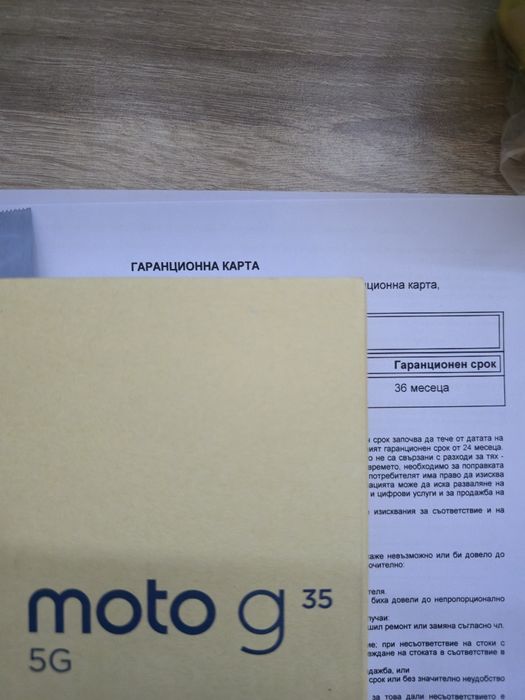 ГАРАНЦИОННА КАРТА
ционна карта,
Гаранционен срок
36 месеца
срок започва да тече от датата на
ият гаранционен срок от 24 месеца.
о не са свързани с разходи за тях -
времето, необходимо за поправката
потребителят има право да изисква
ацията може да иска разваляне на
и цифрови услуги и за продажба на
изисквания за съответствие и на
аже невъзможно или би довело до
очително:
теля
биха довели до непропорционално
лучаи:
шил ремонт или замяна съгласно чл.
ие; при несъответствие на стоки с
аждане на стоката в съответствие в
дажба, или
срок или без значително неудобство
за това дали несъответствието е
moto g 35
5G